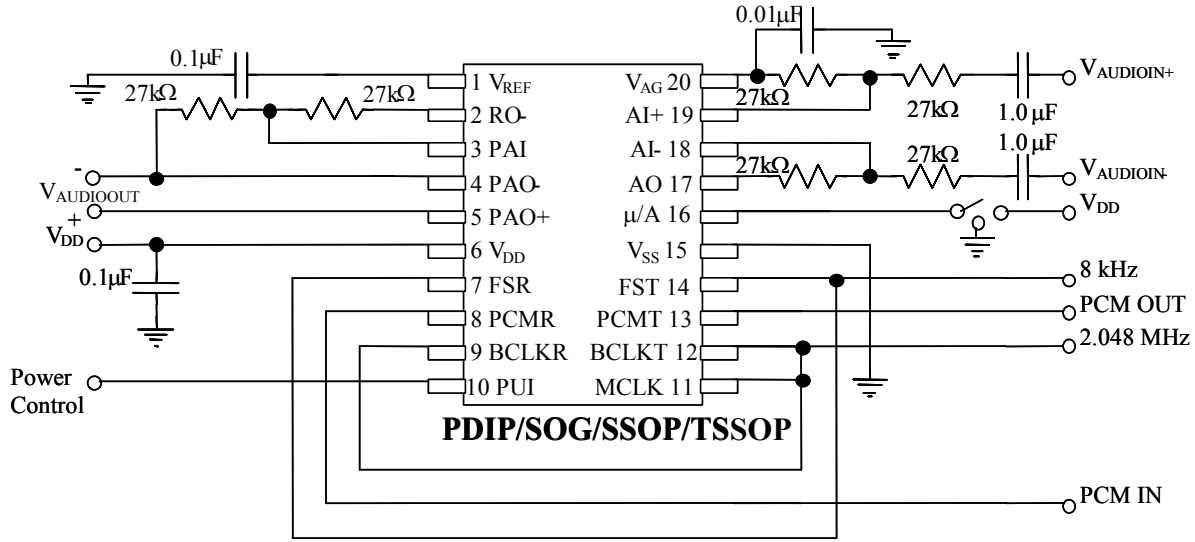 0.01μF
0.1μF
27kΩ
27kΩ
1 VREF
2 RO-
3 PAI
4 PAO-
5 PAO+
6 VDD
7 FSR
8 PCMR
9 BCLKR
10 PUI
VAG 20
AI+ 19
AI- 18
AO 17
μ/A 16
VSS 15
FST 14
PCMT 13
BCLKT 12
MCLK 11
27kΩ
27kΩ
1.0 μF
1.0 μF
27kΩ
27kΩ
VAUDIOIN+
VAUDIOIN-
VDD
8 kHz
PCM OUT
2.048 MHz
PCM IN
-
VAUDIOOUT
+
VDD
0.1μF
Power
Control
PDIP/SOG/SSOP/TSSOP